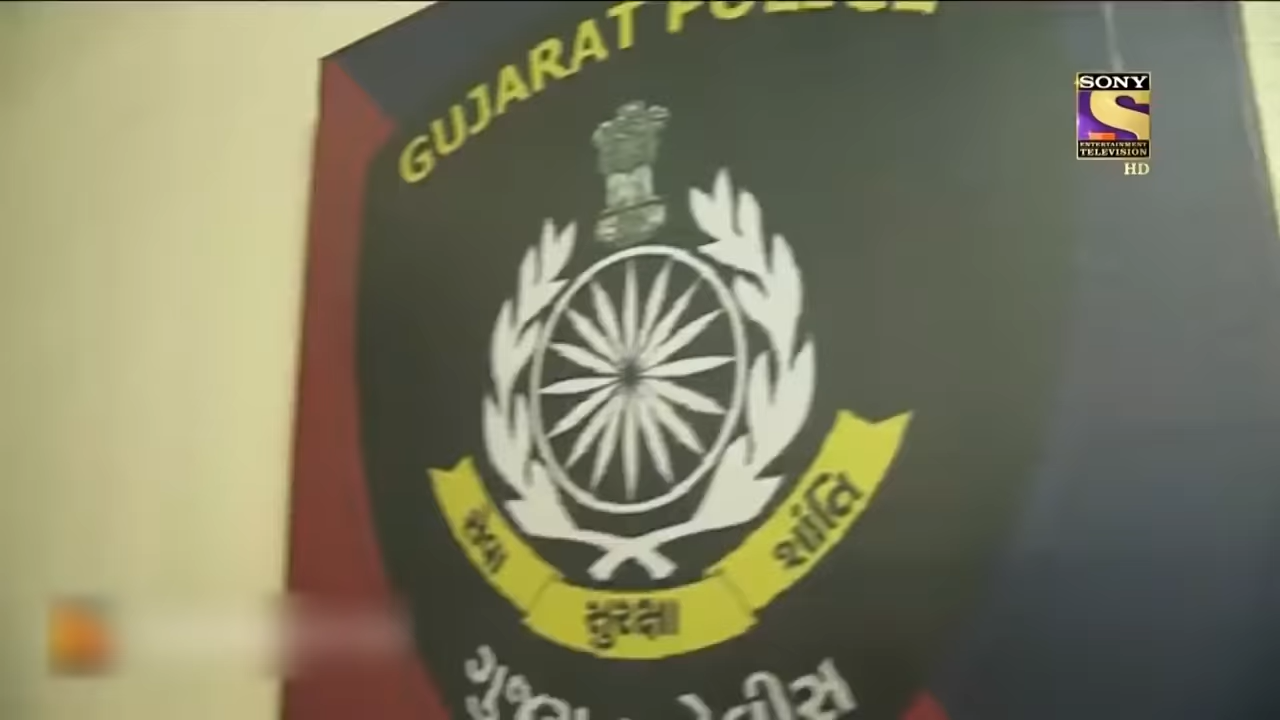 GUJARAT POLICE
SONY
ENTERTAINMENT
TELEVISION
HD
સેવા
સુરક્ષા
શાંતિ